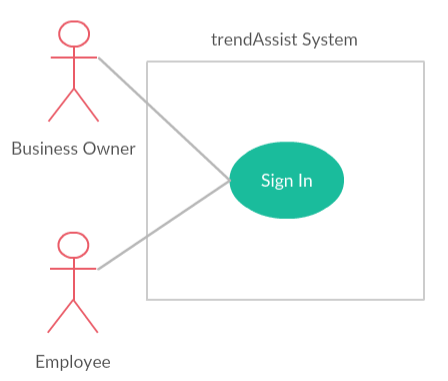 trendAssist System
Business Owner
Sign In
Employee